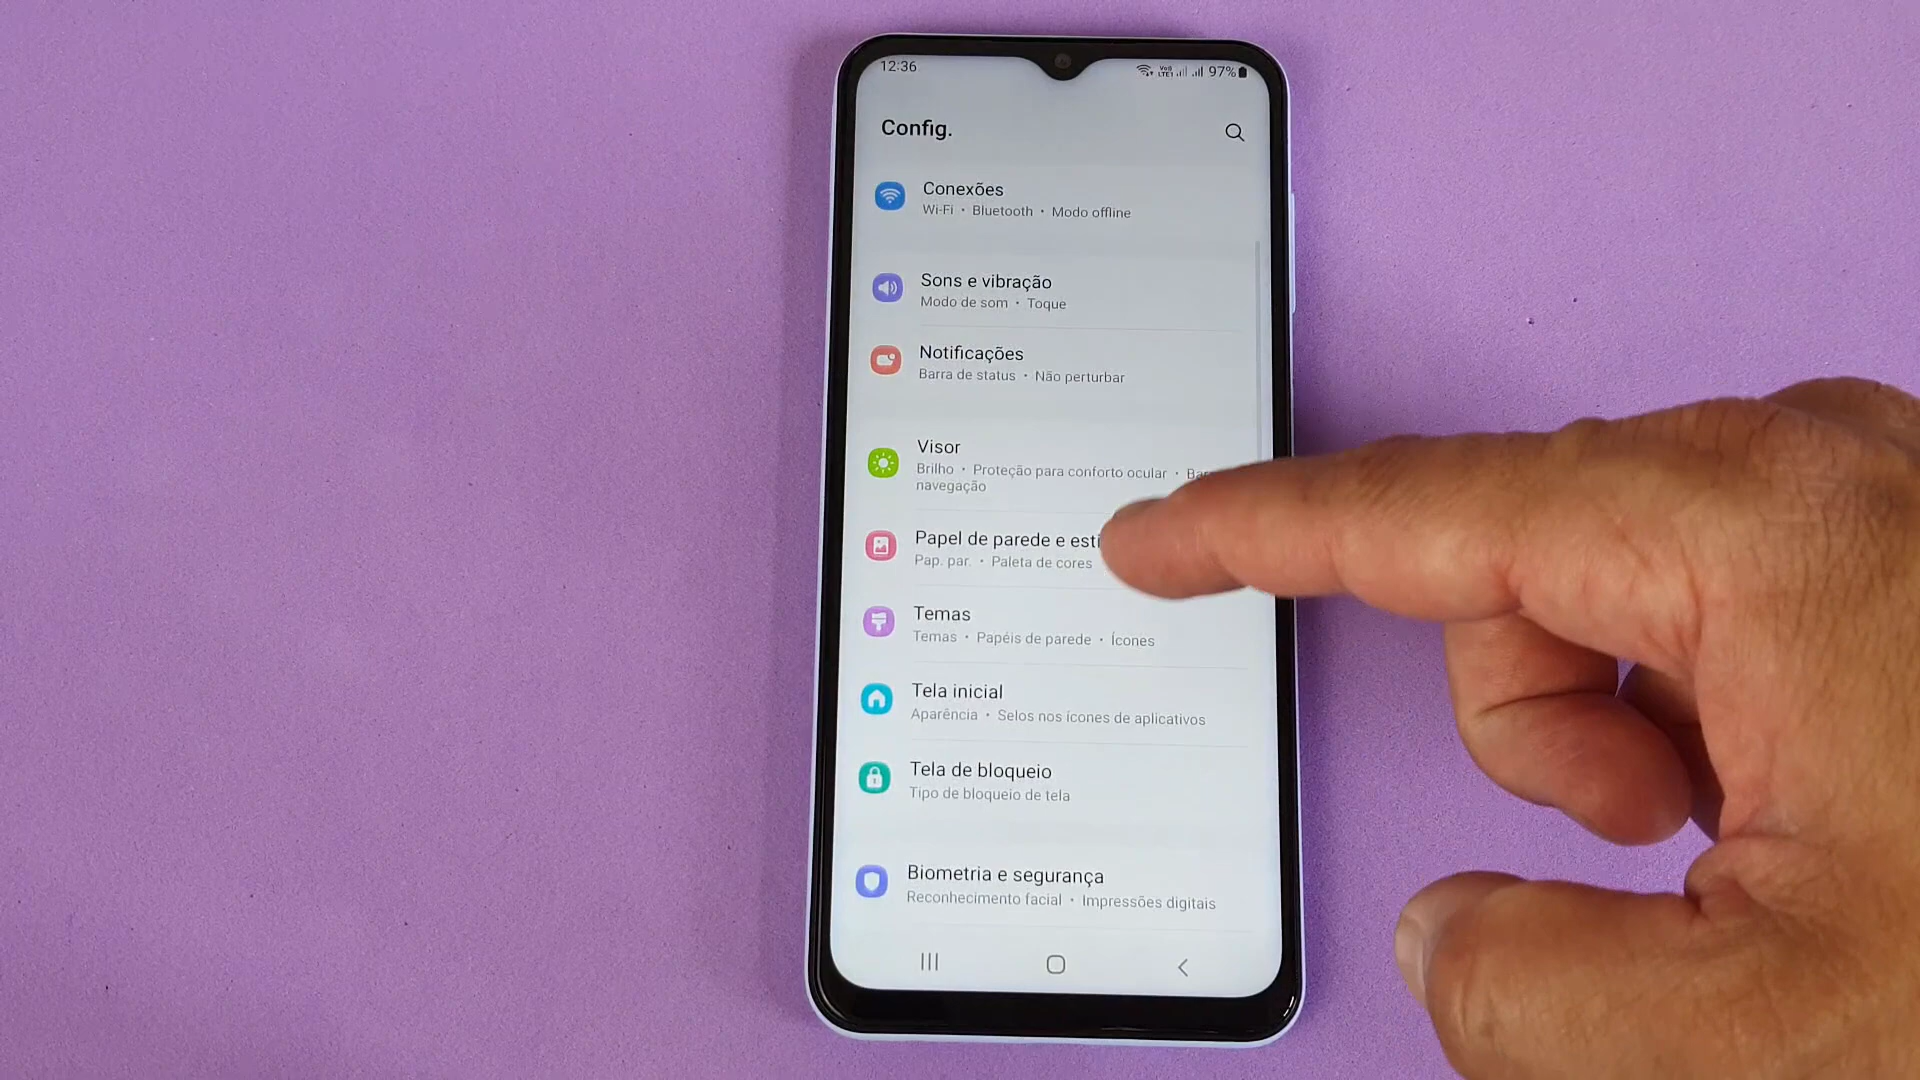 12:36
Vo)) LTE1 97%
Config.
Conexões
Wi-Fi • Bluetooth • Modo offline
Sons e vibração
Modo de som • Toque
Notificações
Barra de status • Não perturbar
Visor
Brilho • Proteção para conforto ocular •
navegação
Papel de parede e
Pap. par. • Paleta de cores
Temas
Temas • Papéis de parede • Ícones
Tela inicial
Aparência • Selos nos ícones de aplicativos
Tela de bloqueio
Tipo de bloqueio de tela
Biometria e segurança
Reconhecimento facial • Impressões digitais